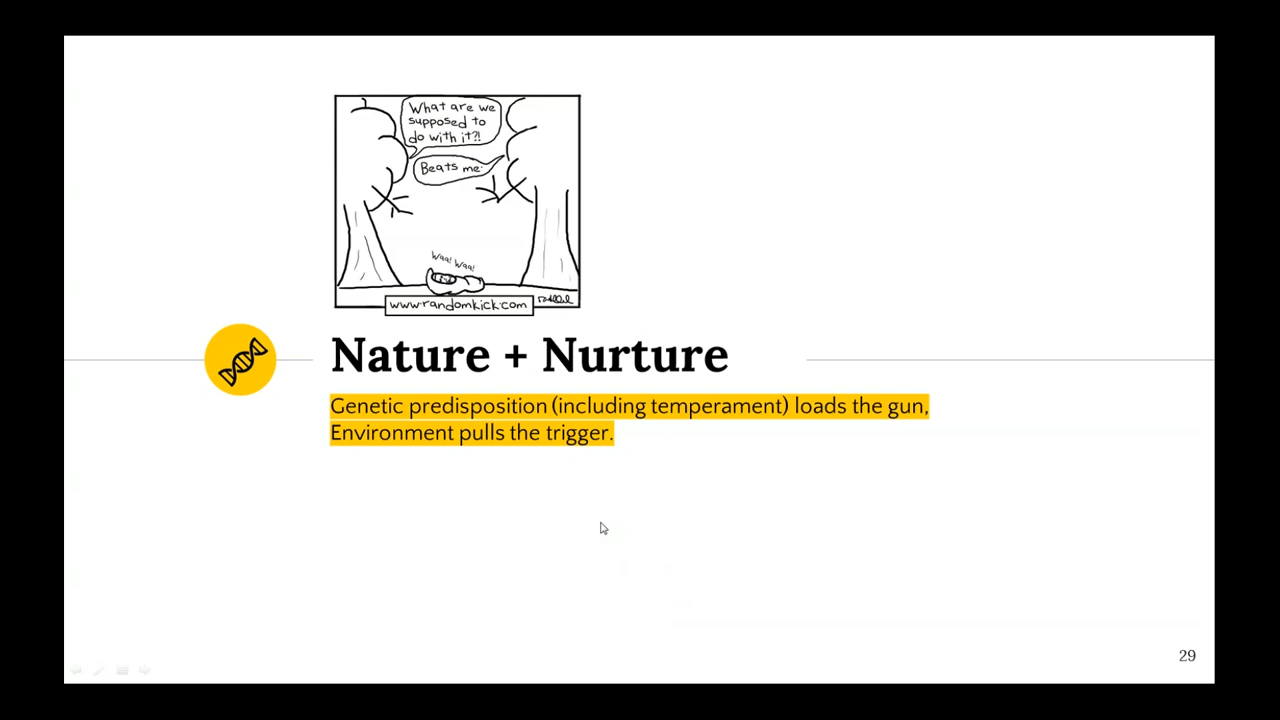 What are we
supposed to
do with it?!
Beats me.
Waa! Waa!
www.randomkick.com
Nature + Nurture
Genetic predisposition (including temperament) loads the gun,
Environment pulls the trigger.
29